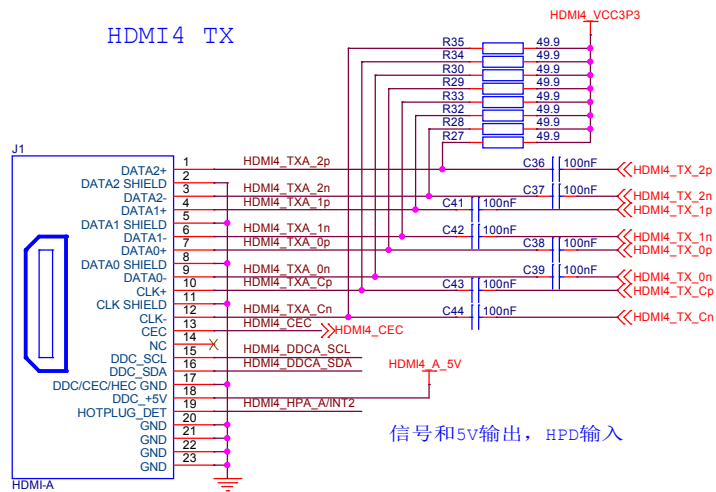 HDMI4_VCC3P3
HDMI4 TX
R35 49.9
R34 49.9
R30 49.9
R29 49.9
R33 49.9
R32 49.9
R28 49.9
R27 49.9
J1
DATA2+ 1 HDMI4_TXA_2p C36 100nF HDMI4_TX_2p
DATA2 SHIELD 2
DATA2- 3 HDMI4_TXA_2n C37 100nF HDMI4_TX_2n
DATA1+ 4 HDMI4_TXA_1p C41 100nF HDMI4_TX_1p
DATA1 SHIELD 5
DATA1- 6 HDMI4_TXA_1n C42 100nF HDMI4_TX_1n
DATA0+ 7 HDMI4_TXA_0p C38 100nF HDMI4_TX_0p
DATA0 SHIELD 8
DATA0- 9 HDMI4_TXA_0n C39 100nF HDMI4_TX_0n
CLK+ 10 HDMI4_TXA_Cp C43 100nF HDMI4_TX_Cp
CLK SHIELD 11
CLK- 12 HDMI4_TXA_Cn C44 100nF HDMI4_TX_Cn
CEC 13 HDMI4_CEC HDMI4_CEC
NC 14
DDC_SCL 15 HDMI4_DDCA_SCL
DDC_SDA 16 HDMI4_DDCA_SDA HDMI4_A_5V
DDC/CEC/HEC GND 17
DDC_+5V 18
HOTPLUG_DET 19 HDMI4_HPA_A/INT2
GND 20
GND 21
GND 22
GND 23
信号和5V输出，HPD输入
HDMI-A